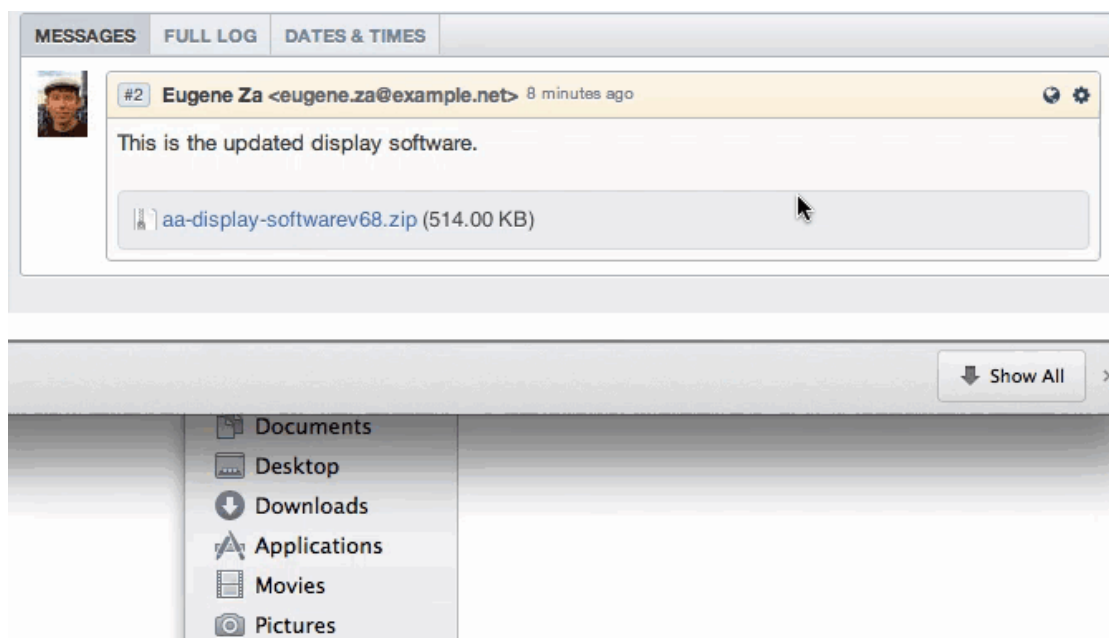 MESSAGES FULL LOG DATES & TIMES
#2 Eugene Za <eugene.za@example.net> 8 minutes ago
This is the updated display software.
aa-display-softwarev68.zip (514.00 KB)
Show All
Documents
Desktop
Downloads
Applications
Movies
Pictures